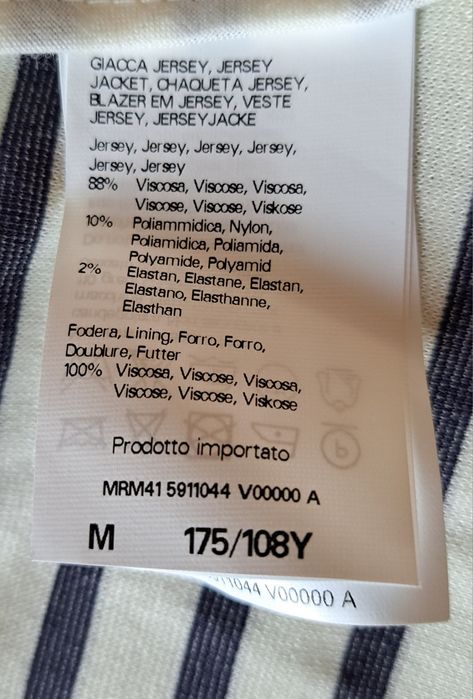 GIACCA JERSEY, JERSEY
JACKET, CHAQUETA JERSEY,
BLAZER EM JERSEY, VESTE
JERSEY, JERSEYJACKE
Jersey, Jersey, Jersey, Jersey,
Jersey, Jersey
88% Viscosa, Viscose, Viscosa,
Viscose, Viscose, Viskose
10% Poliammidica, Nylon,
Poliamidica, Poliamida,
Polyamide, Polyamid
2% Elastan, Elastane, Elastan,
Elastano, Elasthanne,
Elasthan
Fodera, Lining, Forro, Forro,
Doublure, Futter
100% Viscosa, Viscose, Viscosa,
Viscose, Viscose, Viskose
Prodotto importato
MRM41 5911044 V00000 A
M 175/108Y
11044 V00000 A